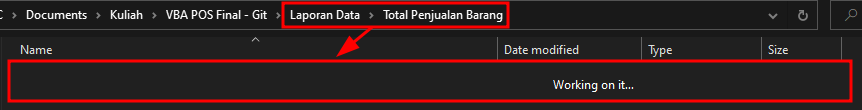 Documents > Kuliah > VBA POS Final - Git > Laporan Data > Total Penjualan Barang
Name Date modified Type Size
Working on it...